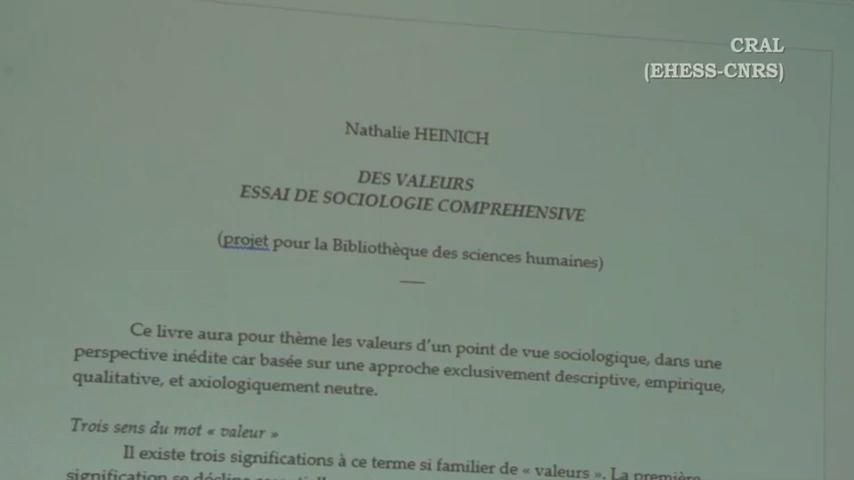 CRAL
(EHESS-CNRS)
Nathalie HEINICH
DES VALEURS
ESSAI DE SOCIOLOGIE COMPREHENSIVE
(projet pour la Bibliothèque des sciences humaines)
Ce livre aura pour thème les valeurs d'un point de vue sociologique, dans une
perspective inédite car basée sur une approche exclusivement descriptive, empirique,
qualitative, et axiologiquement neutre.
Trois sens du mot « valeur »
Il existe trois significations à ce terme si familier de « valeurs ». La première
signification se décline